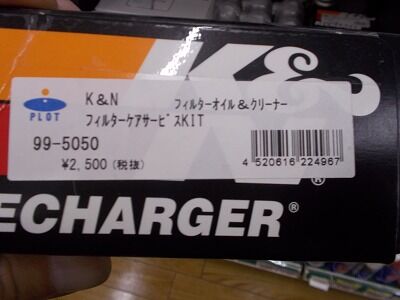 K&N
PLOT
K&N フィルターオイル&クリーナー
フィルターケアサービスKIT
99-5050
¥2,500(税抜)
4 520616 224967
ECHARGER®